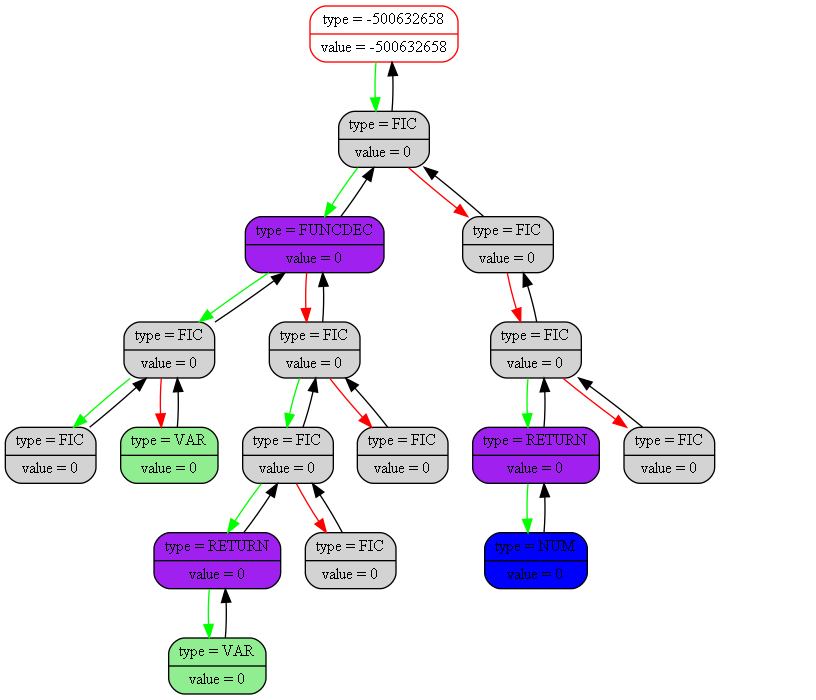 type = -500632658
value = -500632658
type = FIC
value = 0
type = FUNCDEC
value = 0
type = FIC
value = 0
type = FIC
value = 0
type = FIC
value = 0
type = FIC
value = 0
type = FIC
value = 0
type = VAR
value = 0
type = FIC
value = 0
type = FIC
value = 0
type = RETURN
value = 0
type = FIC
value = 0
type = RETURN
value = 0
type = FIC
value = 0
type = NUM
value = 0
type = VAR
value = 0